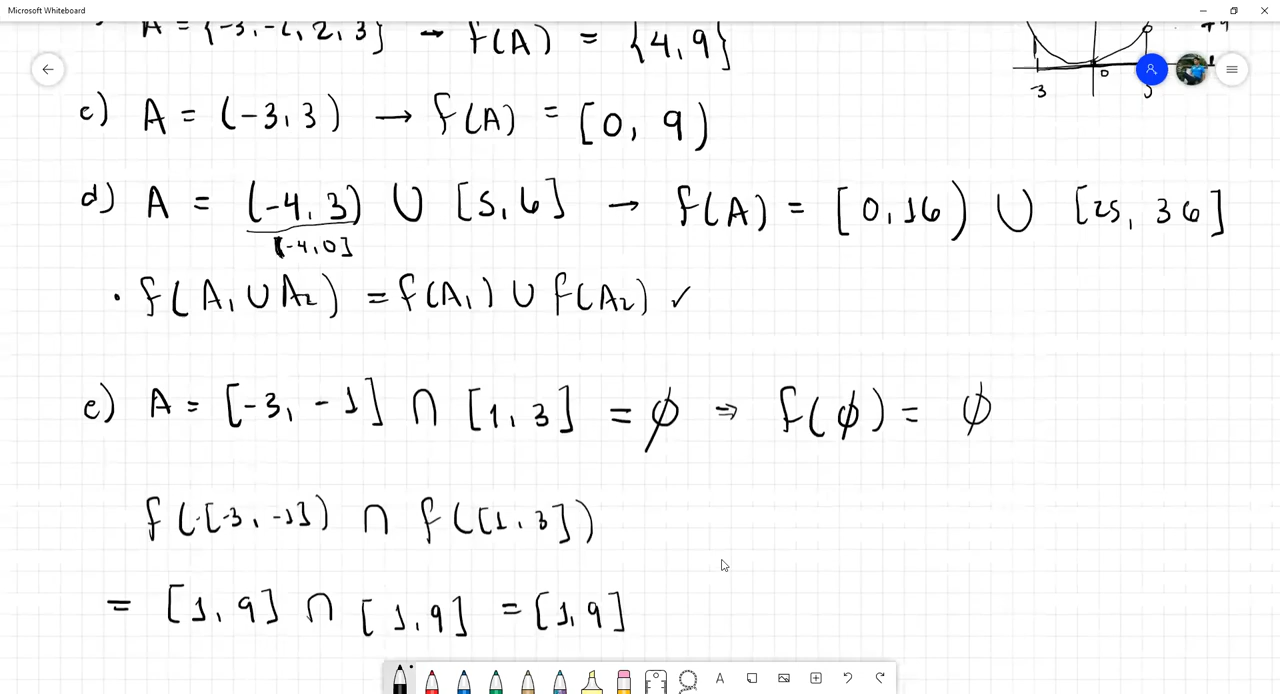 Microsoft Whiteboard
A = {-3, -2, 2, 3} → f(A) = {4, 9}
-3 0
c) A = (-3, 3) → f(A) = [0, 9)
d) A = (-4, 3) ∪ [5, 6] → f(A) = [0, 16) ∪ [25, 36]
[-4, 0]
· f(A₁ ∪ A₂) = f(A₁) ∪ f(A₂) ✓
e) A = [-3, -1] ∩ [1, 3] = ϕ ⇒ f(ϕ) = ϕ
f([-3, -1]) ∩ f([1, 3])
= [1, 9] ∩ [1, 9] = [1, 9]
A